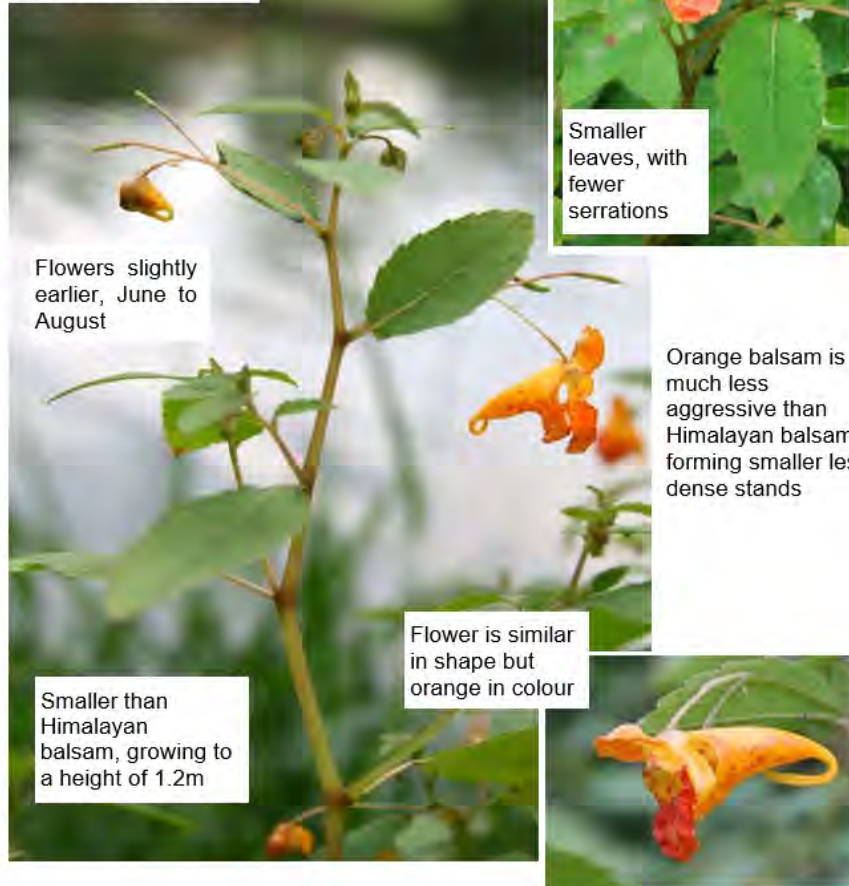 Smaller
leaves, with
fewer
serrations
Flowers slightly
earlier, June to
August
Orange balsam is
much less
aggressive than
Himalayan balsam
forming smaller
dense stands
Flower is similar
in shape but
orange in colour
Smaller than
Himalayan
balsam, growing to
a height of 1.2m